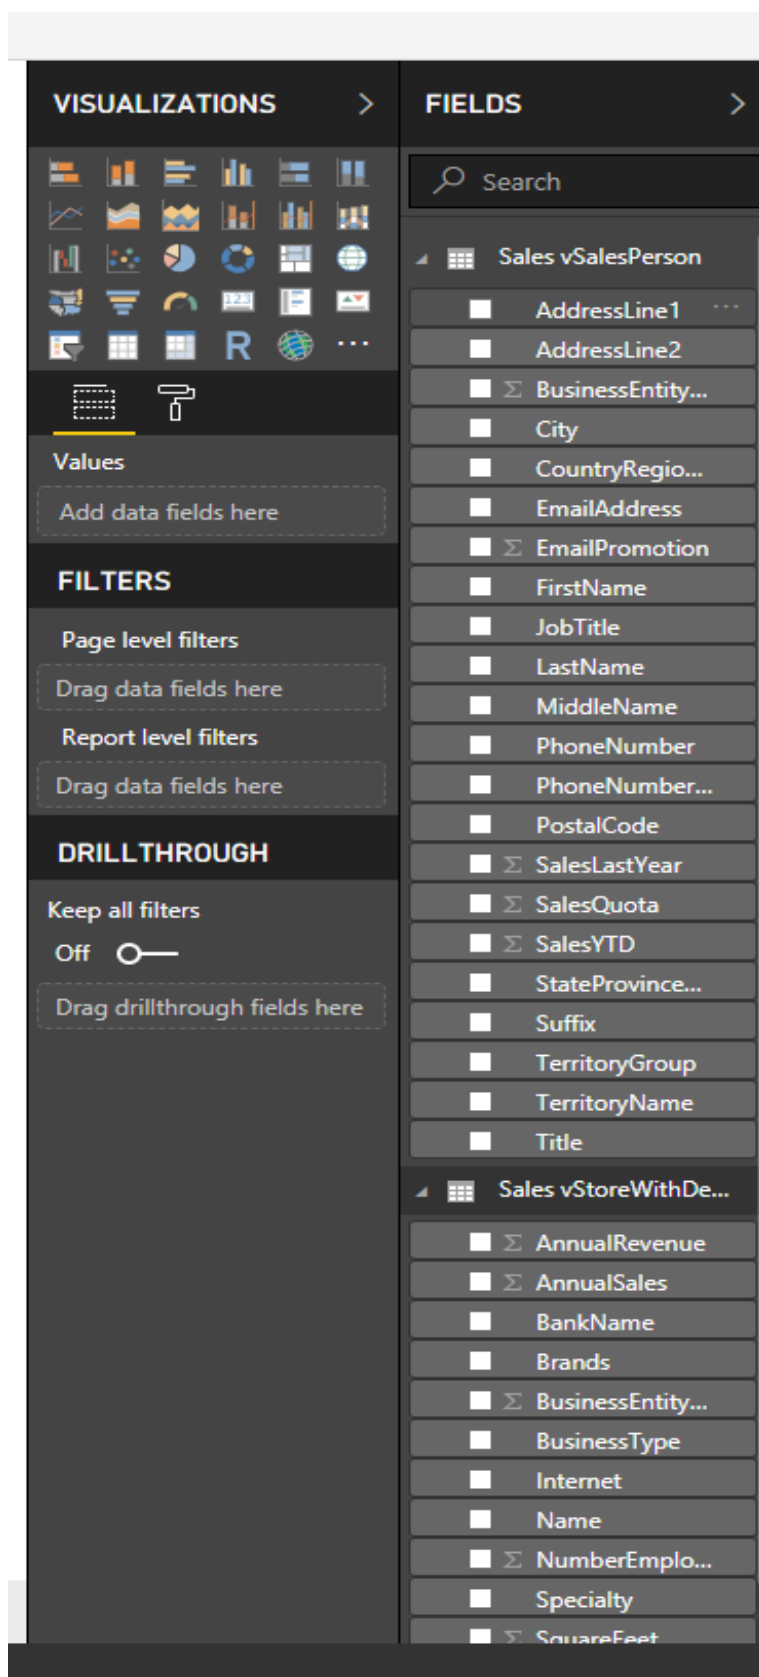 VISUALIZATIONS >
123
R
...
Values
Add data fields here
FILTERS
Page level filters
Drag data fields here
Report level filters
Drag data fields here
DRILLTHROUGH
Keep all filters
Off
Drag drillthrough fields here
FIELDS >
Search
Sales vSalesPerson
AddressLine1 ...
AddressLine2
Σ BusinessEntity...
City
CountryRegio...
EmailAddress
Σ EmailPromotion
FirstName
JobTitle
LastName
MiddleName
PhoneNumber
PhoneNumber...
PostalCode
Σ SalesLastYear
Σ SalesQuota
Σ SalesYTD
StateProvince...
Suffix
TerritoryGroup
TerritoryName
Title
Sales vStoreWithDe...
Σ AnnualRevenue
Σ AnnualSales
BankName
Brands
Σ BusinessEntity...
BusinessType
Internet
Name
Σ NumberEmplo...
Specialty
Σ SquareFeet